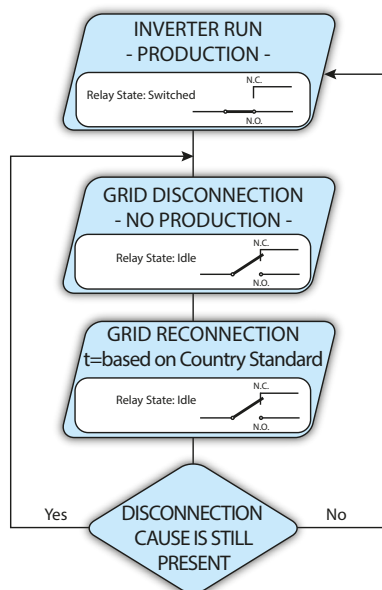 INVERTER RUN
- PRODUCTION -
N.C.
Relay State: Switched
N.O.
GRID DISCONNECTION
- NO PRODUCTION -
N.C.
Relay State: Idle
N.O.
GRID RECONNECTION
t=based on Country Standard
N.C.
Relay State: Idle
N.O.
Yes
No
DISCONNECTION
CAUSE IS STILL
PRESENT